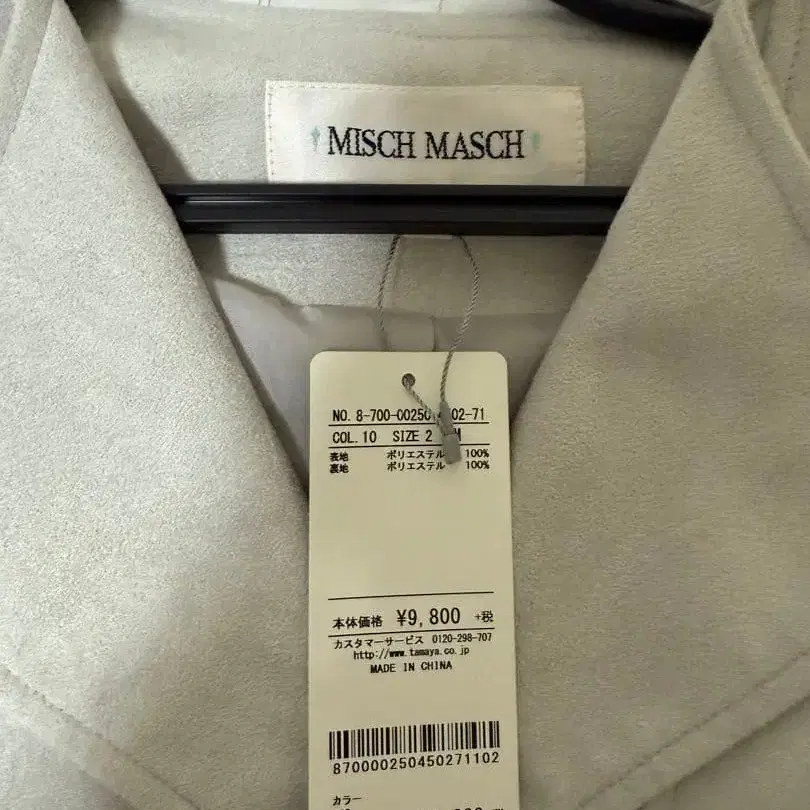 MISCH MASCH
NO. 8-700-0025 02-71
COL. 10 SIZE 2 M
表地 ポリエステル 100%
裏地 ポリエステル 100%
本体価格 ¥9,800 +税
カスタマーサービス 0120-298-707
http://www.tamaya.co.jp
MADE IN CHINA
870000250450271102
カラー